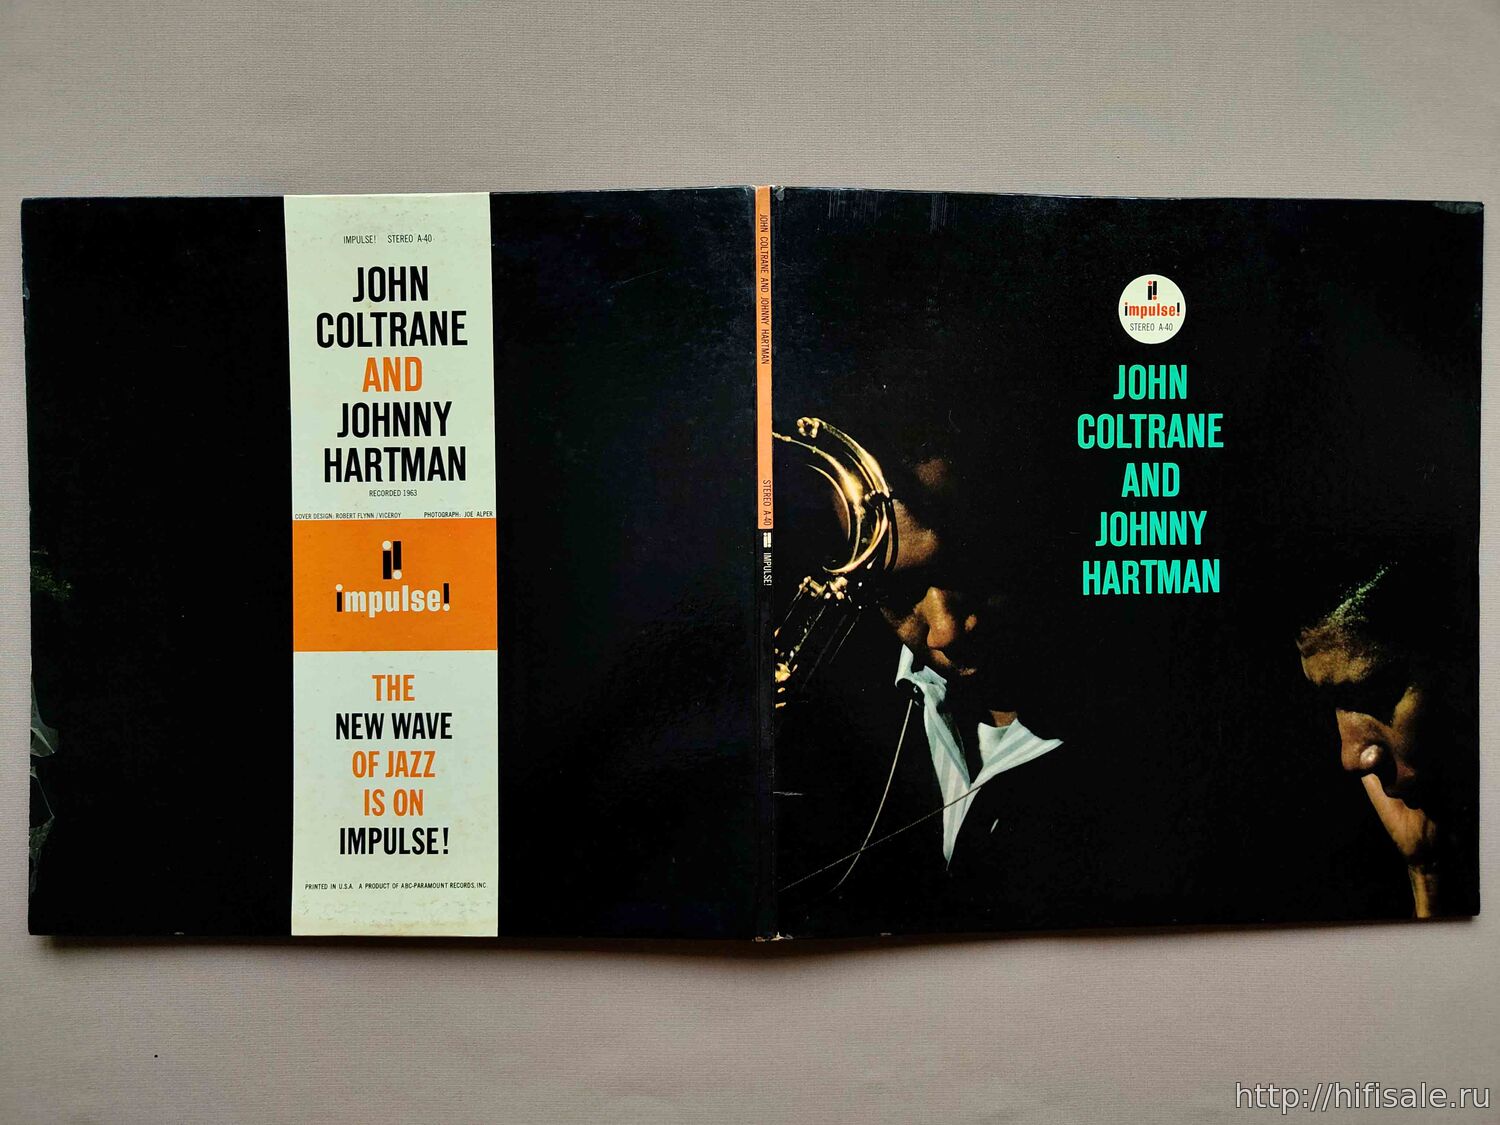 IMPULSE! STEREO A-40
JOHN
COLTRANE
AND
JOHNNY
HARTMAN
RECORDED 1963
COVER DESIGN: ROBERT FLYNN / VICEROY PHOTOGRAPH: JOE ALPER
impulse!
THE
NEW WAVE
OF JAZZ
IS ON
IMPULSE!
PRINTED IN U.S.A. A PRODUCT OF ABC-PARAMOUNT RECORDS, INC.
JOHN COLTRANE AND JOHNNY HARTMAN STEREO A-40 IMPULSE!
impulse!
STEREO A-40
JOHN
COLTRANE
AND
JOHNNY
HARTMAN
http://hifisale.ru